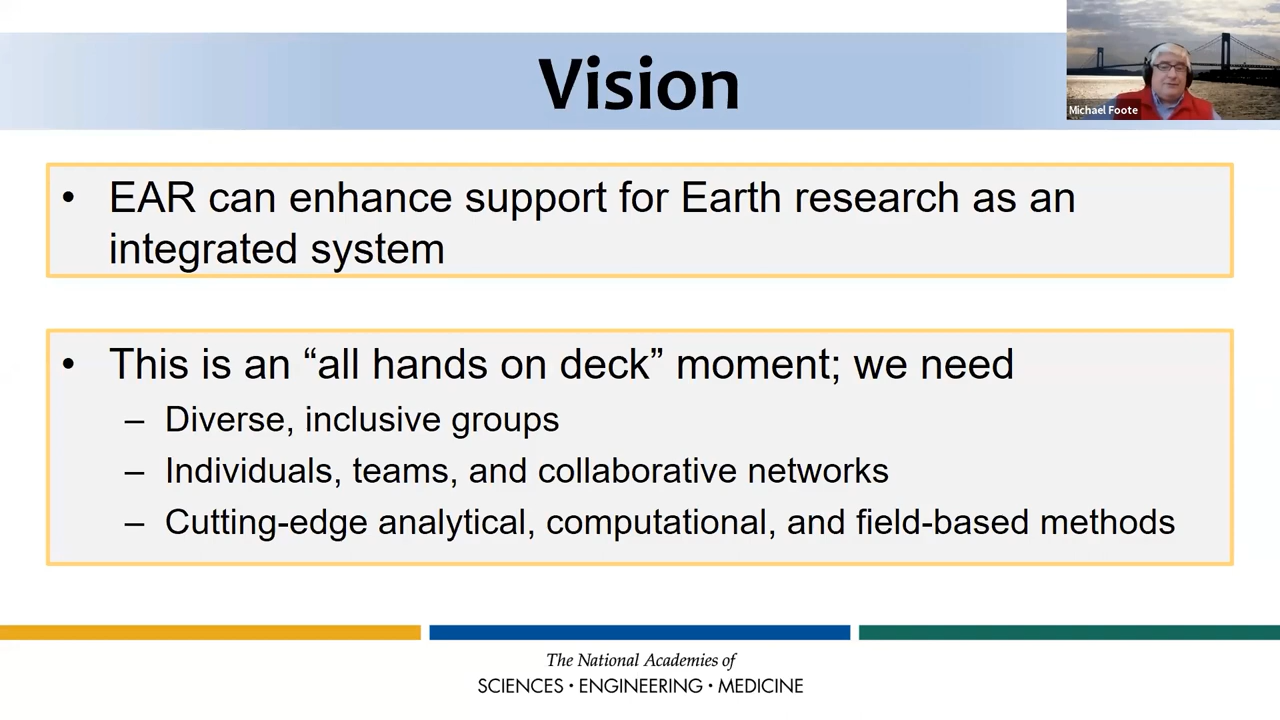 Vision
Michael Foote
• EAR can enhance support for Earth research as an
integrated system
• This is an “all hands on deck” moment; we need
– Diverse, inclusive groups
– Individuals, teams, and collaborative networks
– Cutting-edge analytical, computational, and field-based methods
The National Academies of
SCIENCES • ENGINEERING • MEDICINE